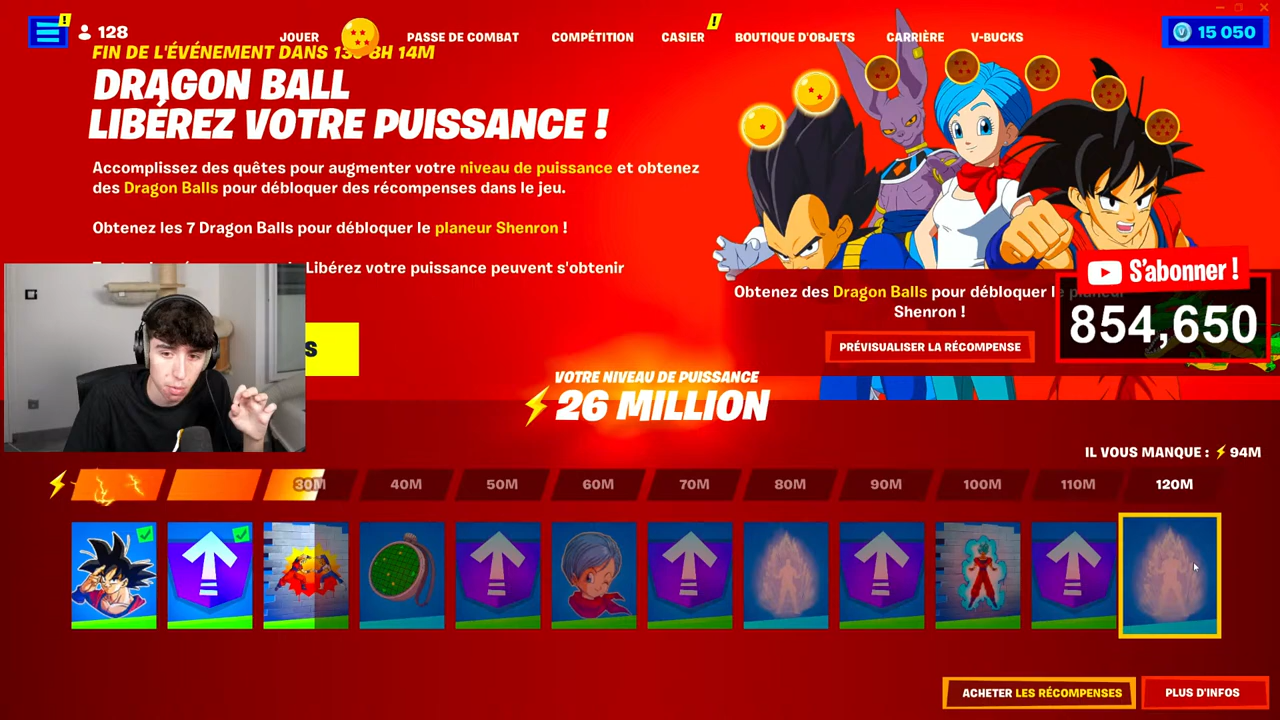 128
JOUER
PASSE DE COMBAT
COMPÉTITION
CASIER
BOUTIQUE D'OBJETS
CARRIÈRE
V-BUCKS
15 050
FIN DE L'ÉVÉNEMENT DANS 8H 14M
DRAGON BALL
LIBÉREZ VOTRE PUISSANCE !
Accomplissez des quêtes pour augmenter votre niveau de puissance et obtenez
des Dragon Balls pour débloquer des récompenses dans le jeu.
Obtenez les 7 Dragon Balls pour débloquer le planeur Shenron !
Libérez votre puissance peuvent s'obtenir
S
Obtenez des Dragon Balls pour débloquer le planeur
Shenron !
PRÉVISUALISER LA RÉCOMPENSE
S'abonner !
854,650
VOTRE NIVEAU DE PUISSANCE
26 MILLION
IL VOUS MANQUE : 94M
30M
40M
50M
60M
70M
80M
90M
100M
110M
120M
ACHETER LES RÉCOMPENSES
PLUS D'INFOS